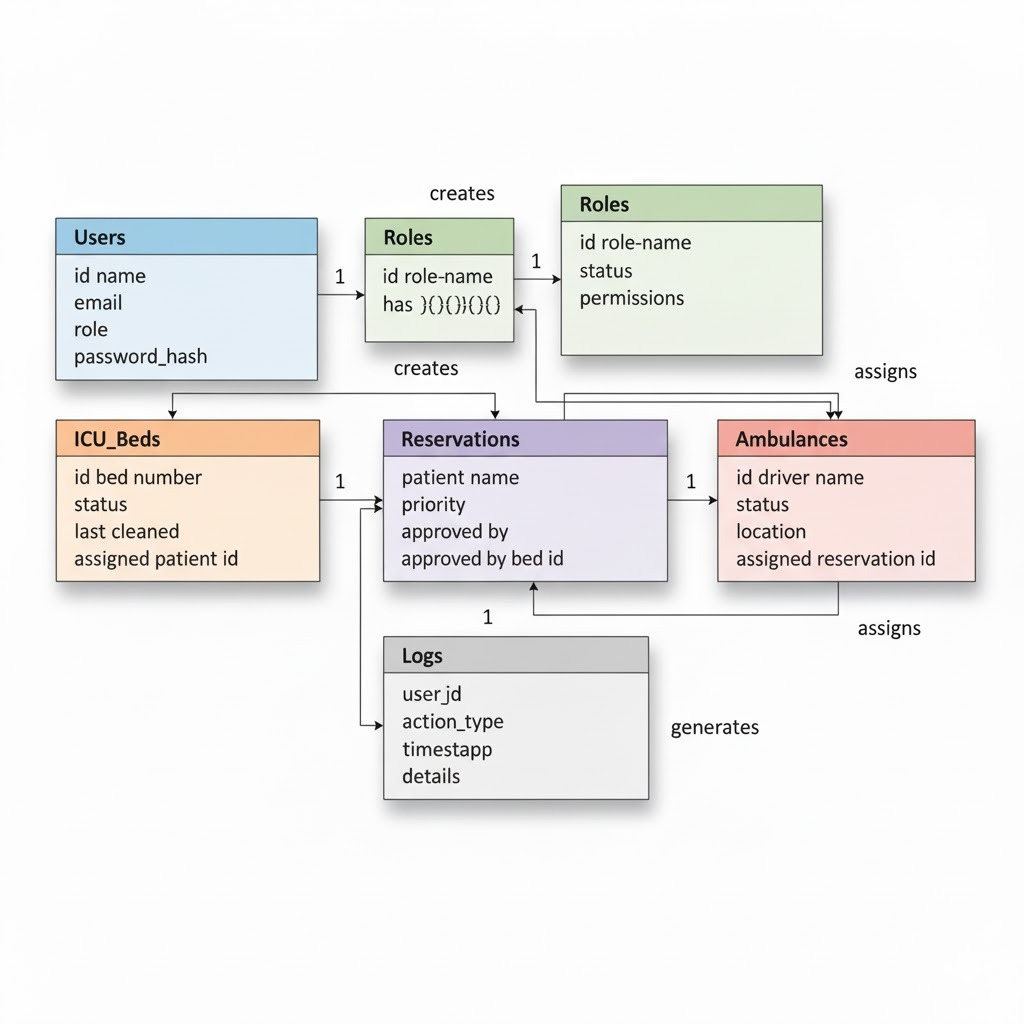 creates
Roles
id role-name
status
permissions
Users
id name
email
role
password_hash
1
Roles
id role-name
has }{}{}}{}{}
1
creates
assigns
ICU_Beds
id bed number
status
last cleaned
assigned patient id
1
Reservations
patient name
priority
approved by
approved by bed id
1
Ambulances
id driver name
status
location
assigned reservation id
1
assigns
Logs
user_jd
action_type
timestapp
details
generates